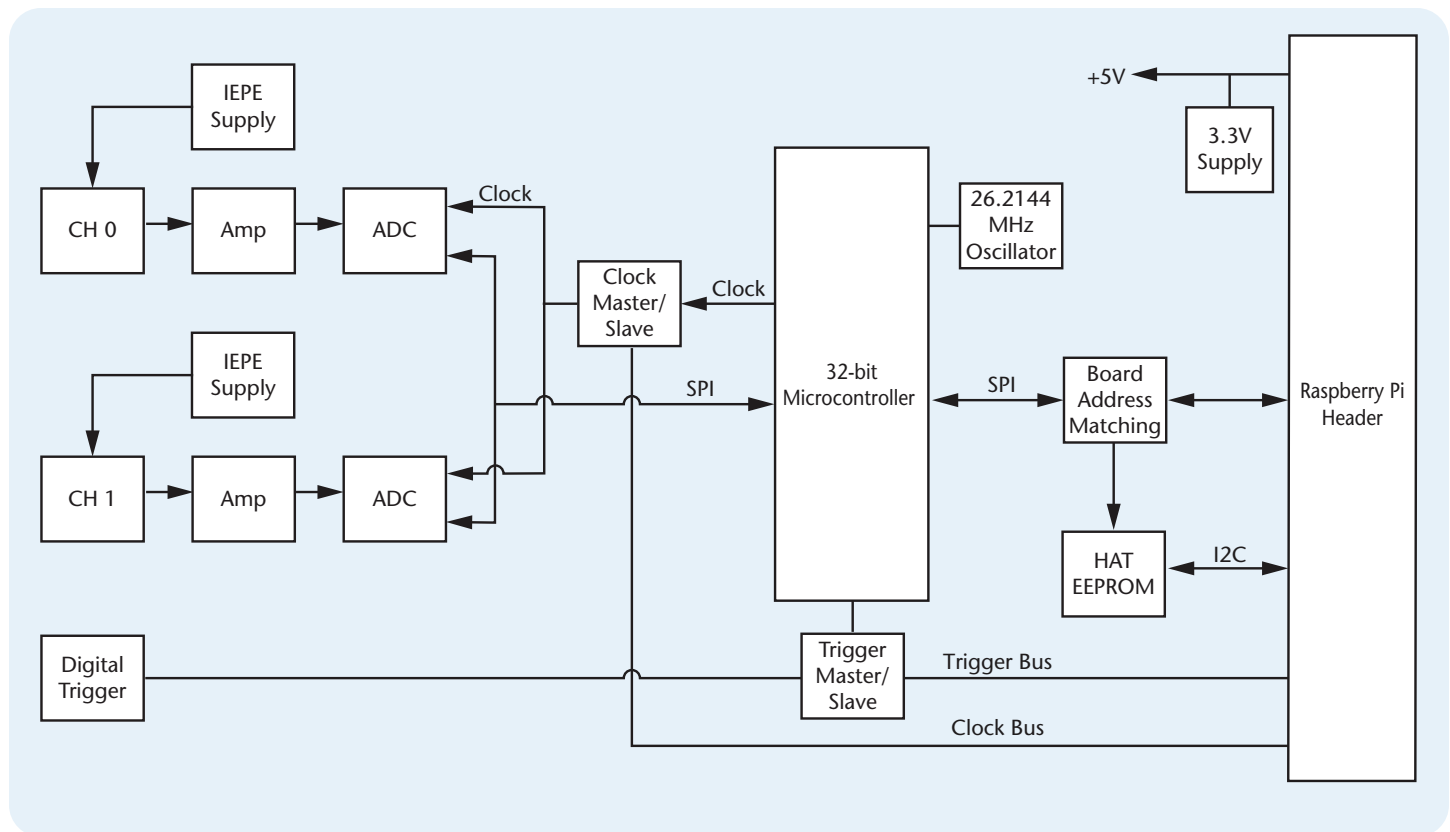 IEPE
Supply
CH 0
Amp
ADC
Clock
Clock
Master/
Slave
Clock
IEPE
Supply
CH 1
Amp
ADC
SPI
32-bit
Microcontroller
26.2144
MHz
Oscillator
+5V
3.3V
Supply
SPI
Board
Address
Matching
Raspberry Pi
Header
HAT
EEPROM
I2C
Digital
Trigger
Trigger
Master/
Slave
Trigger Bus
Clock Bus